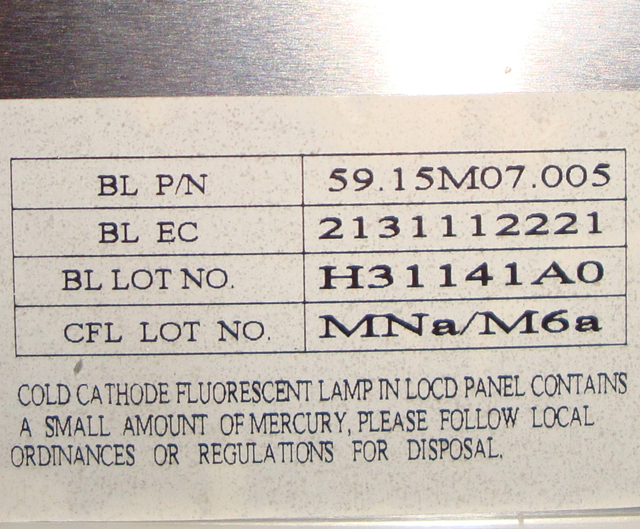 BL P/N 59.15M07.005
BL EC 2131112221
BL LOT NO. H31141A0
CFL LOT NO. MNa/M6a
COLD CATHODE FLUORESCENT LAMP IN LOCD PANEL CONTAINS
A SMALL AMOUNT OF MERCURY, PLEASE FOLLOW LOCAL
ORDINANCES OR REGULATIONS FOR DISPOSAL.